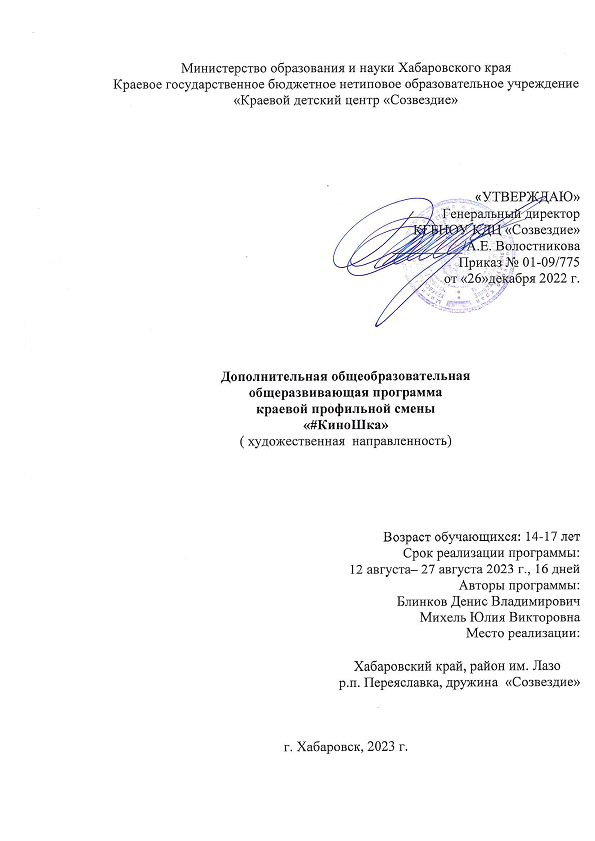 Министерство образования и науки Хабаровского края
Краевое государственное бюджетное нетиповое образовательное учреждение
«Краевой детский центр «Созвездие»
«УТВЕРЖДАЮ»
Генеральный директор
КГБНОУ КДЦ «Созвездие»
А.Е. Волостникова
Приказ № 01-09/775
от «26»декабря 2022 г.
Дополнительная общеобразовательная
общеразвивающая программа
краевой профильной смены
«#КиноШка»
( художественная направленность)
Возраст обучающихся: 14-17 лет
Срок реализации программы:
12 августа– 27 августа 2023 г., 16 дней
Авторы программы:
Блинков Денис Владимирович
Михель Юлия Викторовна
Место реализации:
Хабаровский край, район им. Лазо
р.п. Переяславка, дружина «Созвездие»
г. Хабаровск, 2023 г.